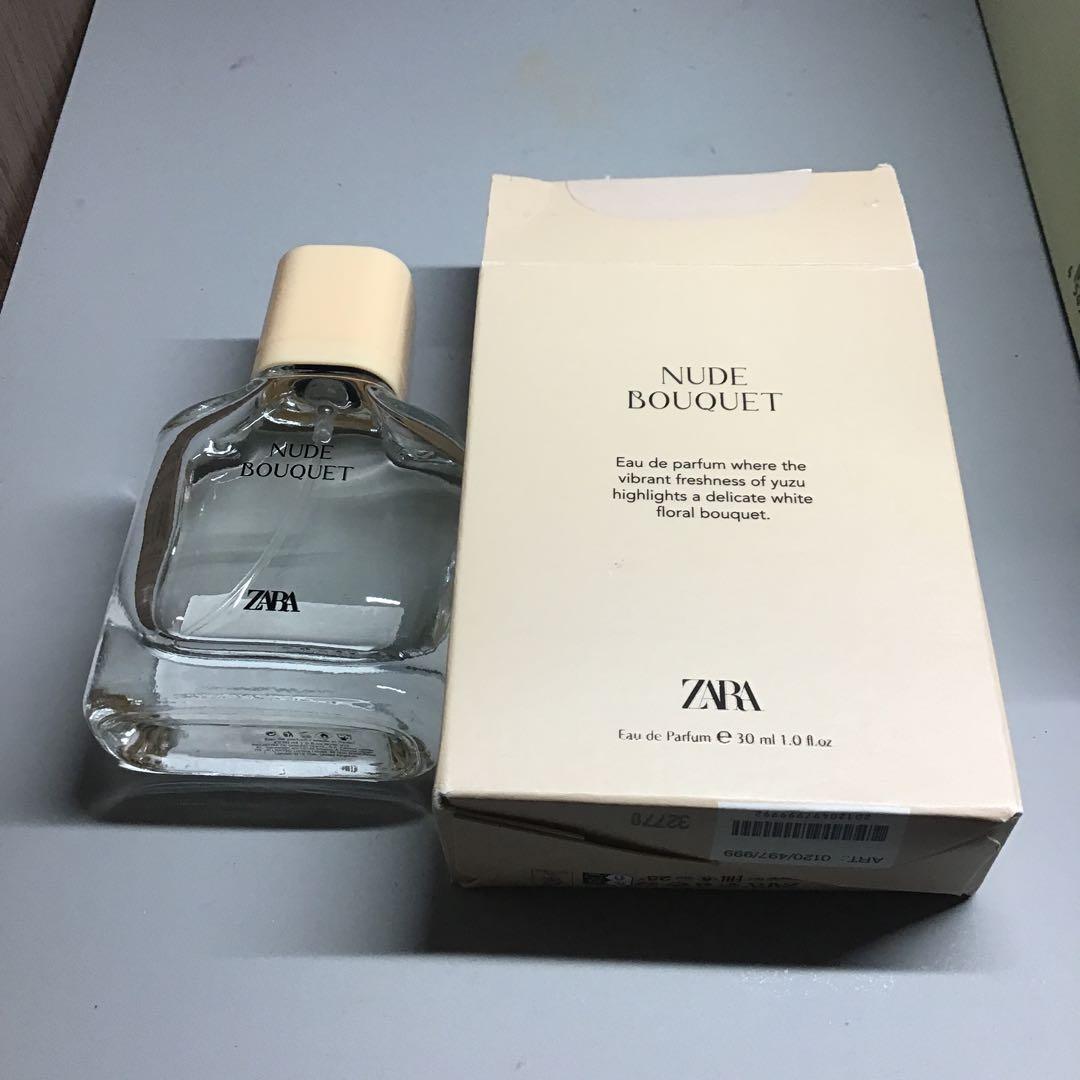 NUDE
BOUQUET
ZARA
NUDE
BOUQUET
Eau de parfum where the
vibrant freshness of yuzu
highlights a delicate white
floral bouquet.
ZARA
Eau de Parfum e 30 ml 1.0 fl.oz
32770
ART.: 0120/497/999